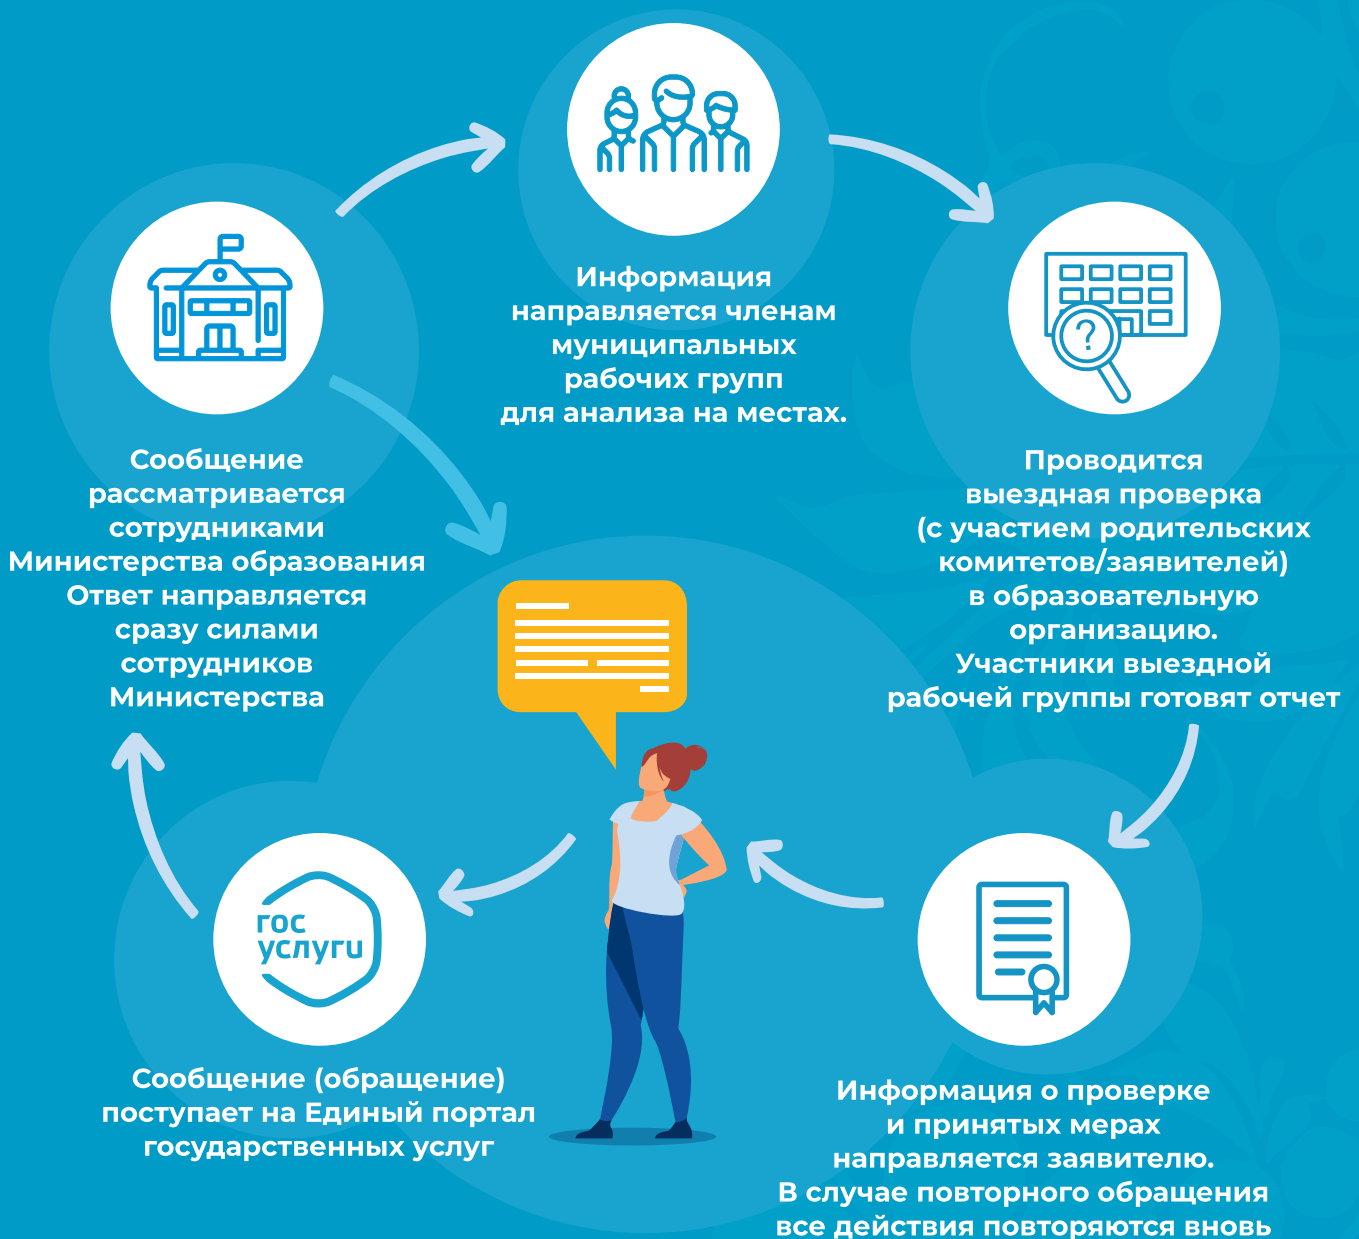 Информация
направляется членам
муниципальных
рабочих групп
для анализа на местах.
Сообщение
рассматривается
сотрудниками
Министерства образования
Ответ направляется
сразу силами
сотрудников
Министерства
?
Проводится
выездная проверка
(с участием родительских
комитетов/заявителей)
в образовательную
организацию.
Участники выездной
рабочей группы готовят отчет
гос
услуги
Сообщение (обращение)
поступает на Единый портал
государственных услуг
Информация о проверке
и принятых мерах
направляется заявителю.
В случае повторного обращения
все действия повторяются вновь